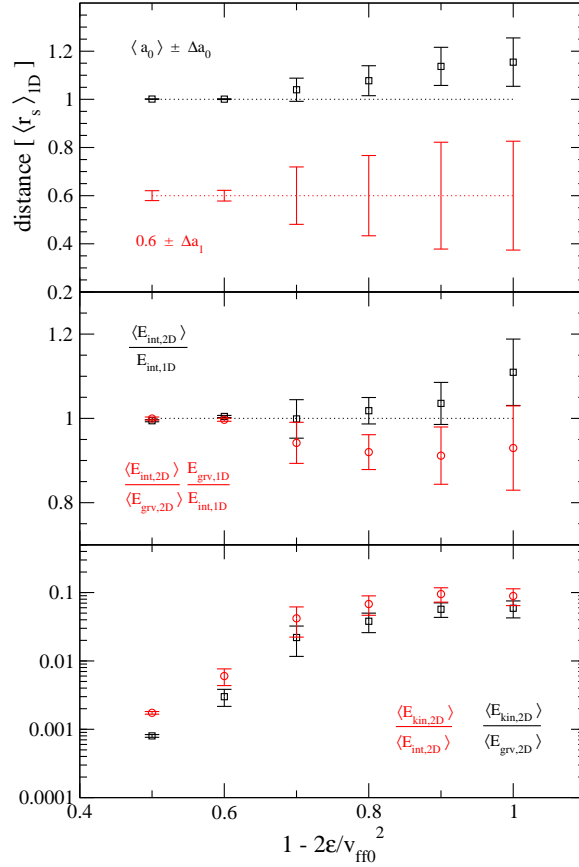 distance [ ⟨r_s⟩_1D ]
1.2
1
0.8
0.6
0.4
0.2
⟨ a_0 ⟩ ± Δa_0
0.6 ± Δa_1
1.2
1
0.8
⟨E_int,2D⟩ / E_int,1D
⟨E_int,2D⟩ / ⟨E_grv,2D⟩ E_grv,1D / E_int,1D
0.1
0.01
0.001
0.0001
⟨E_kin,2D⟩ / ⟨E_int,2D⟩ ⟨E_kin,2D⟩ / ⟨E_grv,2D⟩
0.4 0.6 0.8 1
1 - 2ε/v_ff0^2